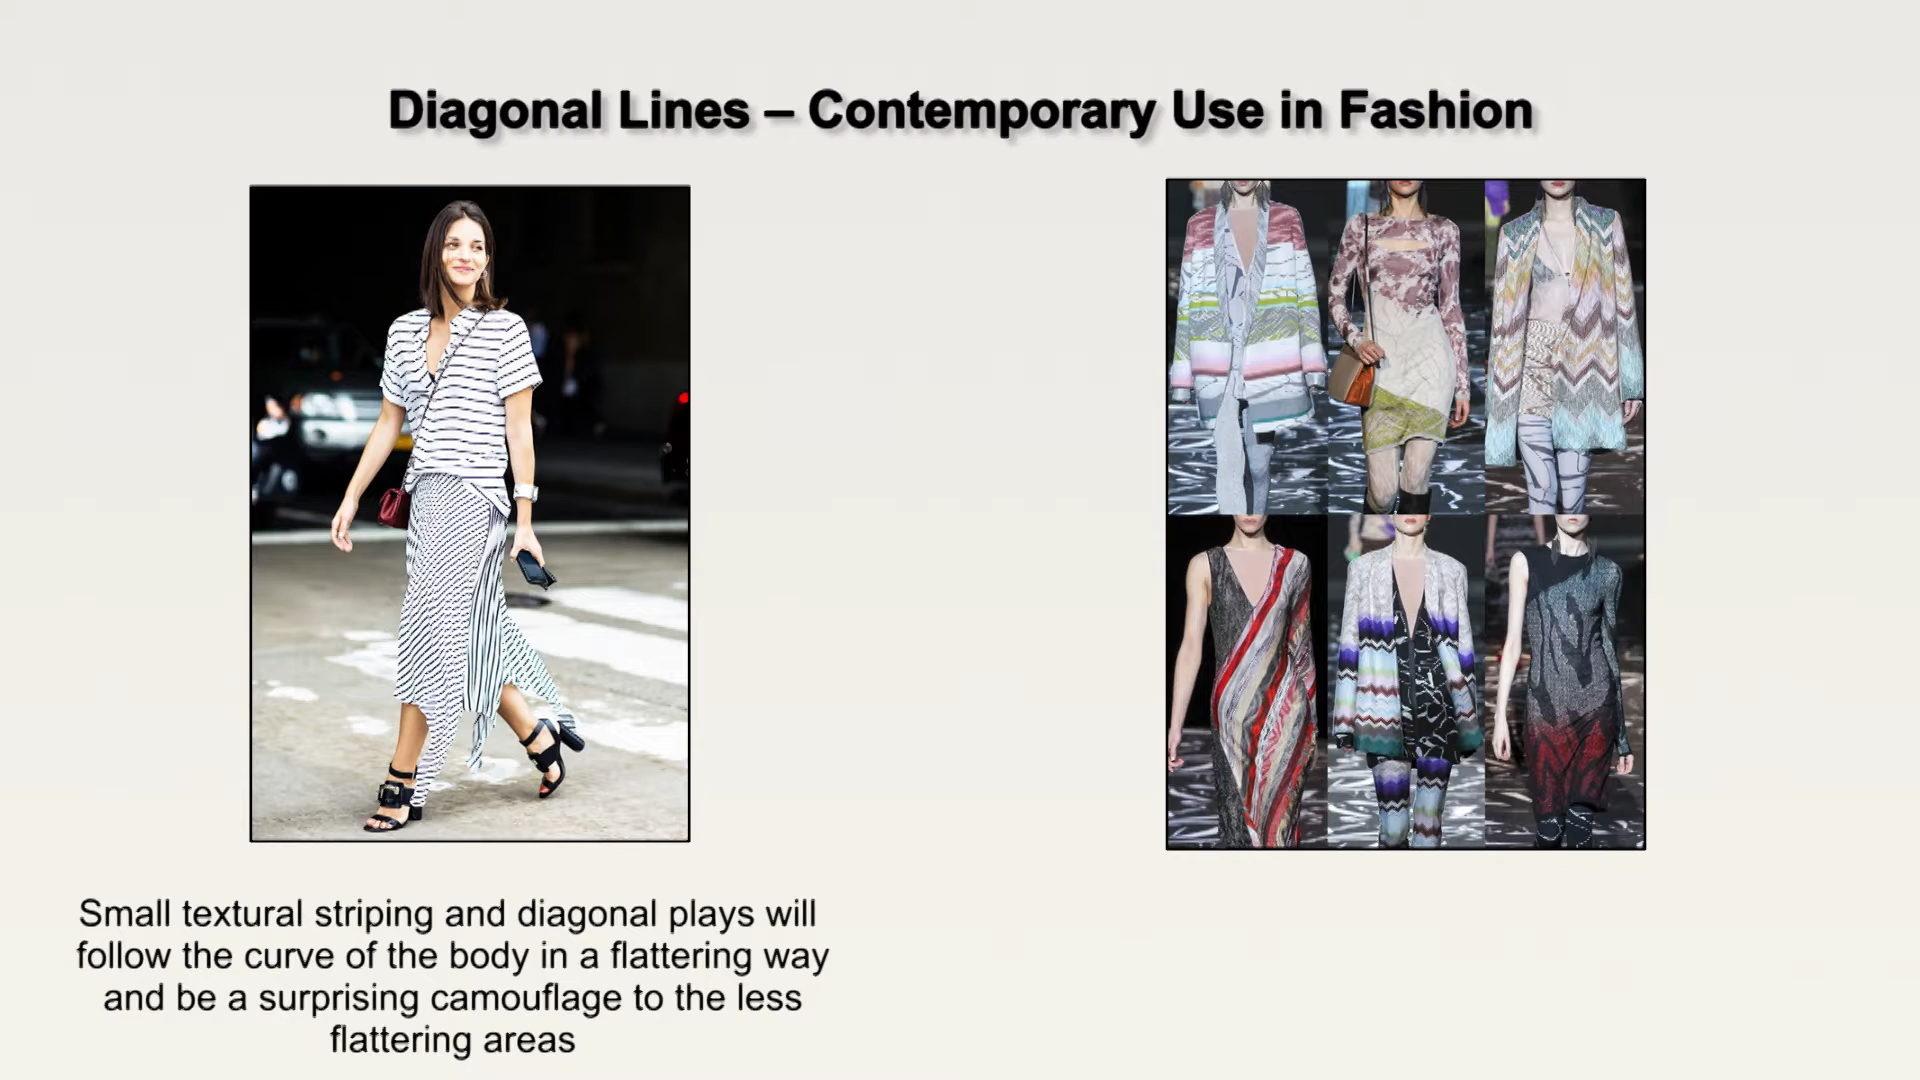 Diagonal Lines – Contemporary Use in Fashion
Small textural striping and diagonal plays will
follow the curve of the body in a flattering way
and be a surprising camouflage to the less
flattering areas